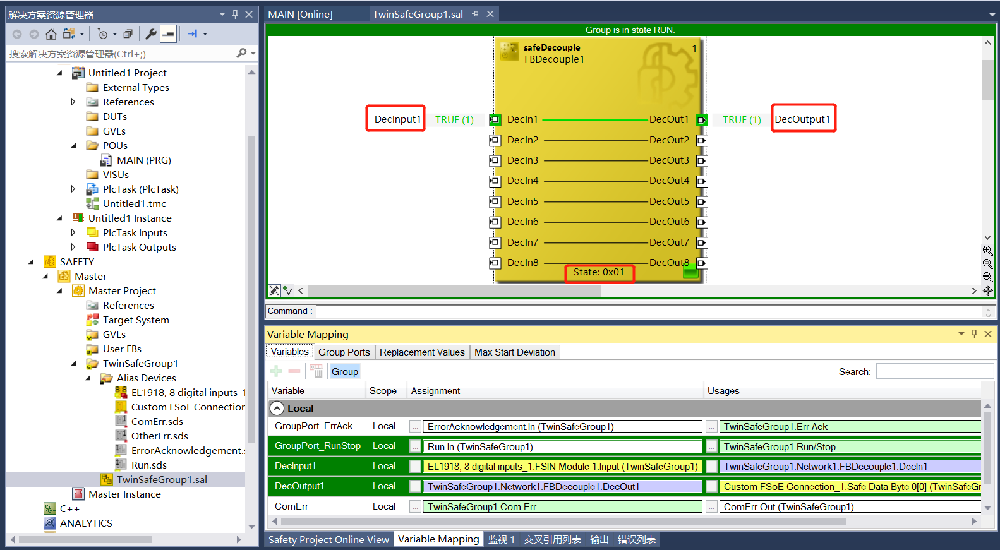 解决方案资源管理器
搜索解决方案资源管理器(Ctrl+;)
Untitled1 Project
External Types
References
DUTs
GVLs
POUs
MAIN (PRG)
VISUs
PlcTask (PlcTask)
Untitled1.tmc
Untitled1 Instance
PlcTask Inputs
PlcTask Outputs
SAFETY
Master
Master Project
References
Target System
GVLs
User FBs
TwinSafeGroup1
Alias Devices
EL1918, 8 digital inputs_1
Custom FSoE Connection
ComErr.sds
OtherErr.sds
ErrorAcknowledgement.s
Run.sds
TwinSafeGroup1.sal
Master Instance
C++
ANALYTICS
MAIN [Online]
TwinSafeGroup1.sal
Group is in state RUN.
safeDecouple 1
FBDecouple1
DecInput1 TRUE (1) DecIn1 DecOut1 TRUE (1) DecOutput1
DecIn2 DecOut2
DecIn3 DecOut3
DecIn4 DecOut4
DecIn5 DecOut5
DecIn6 DecOut6
DecIn7 DecOut7
DecIn8 DecOut8
State: 0x01
Command :
Variable Mapping
Variables Group Ports Replacement Values Max Start Deviation
Group Search:
Variable Scope Assignment Usages
Local
GroupPort_ErrAck Local ... ErrorAcknowledgement.In (TwinSafeGroup1) ... TwinSafeGroup1.Err Ack
GroupPort_RunStop Local ... Run.In (TwinSafeGroup1) ... TwinSafeGroup1.Run/Stop
DecInput1 Local ... EL1918, 8 digital inputs_1.FSIN Module 1.Input (TwinSafeGroup1) ... TwinSafeGroup1.Network1.FBDecouple1.DecIn1
DecOutput1 Local ... TwinSafeGroup1.Network1.FBDecouple1.DecOut1 ... Custom FSoE Connection_1.Safe Data Byte 0[0] (TwinSafeGr
ComErr Local ... TwinSafeGroup1.Com Err ... ComErr.Out (TwinSafeGroup1)
Safety Project Online View Variable Mapping 监视 1 交叉引用列表 输出 错误列表